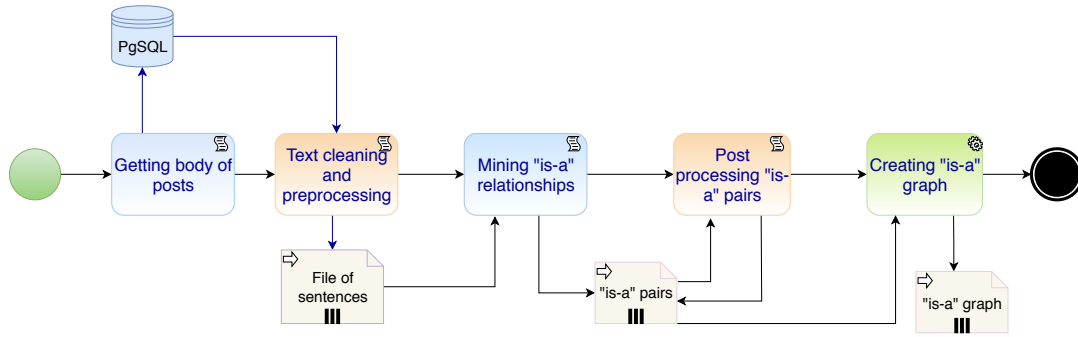 PgSQL
Getting body of
posts
Text cleaning
and
preprocessing
Mining "is-a"
relationships
Post
processing "is-
a" pairs
Creating "is-a"
graph
File of
sentences
"is-a" pairs
"is-a" graph